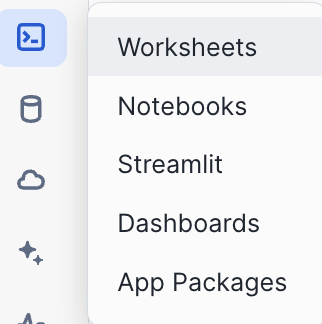 Worksheets
Notebooks
Streamlit
Dashboards
App Packages